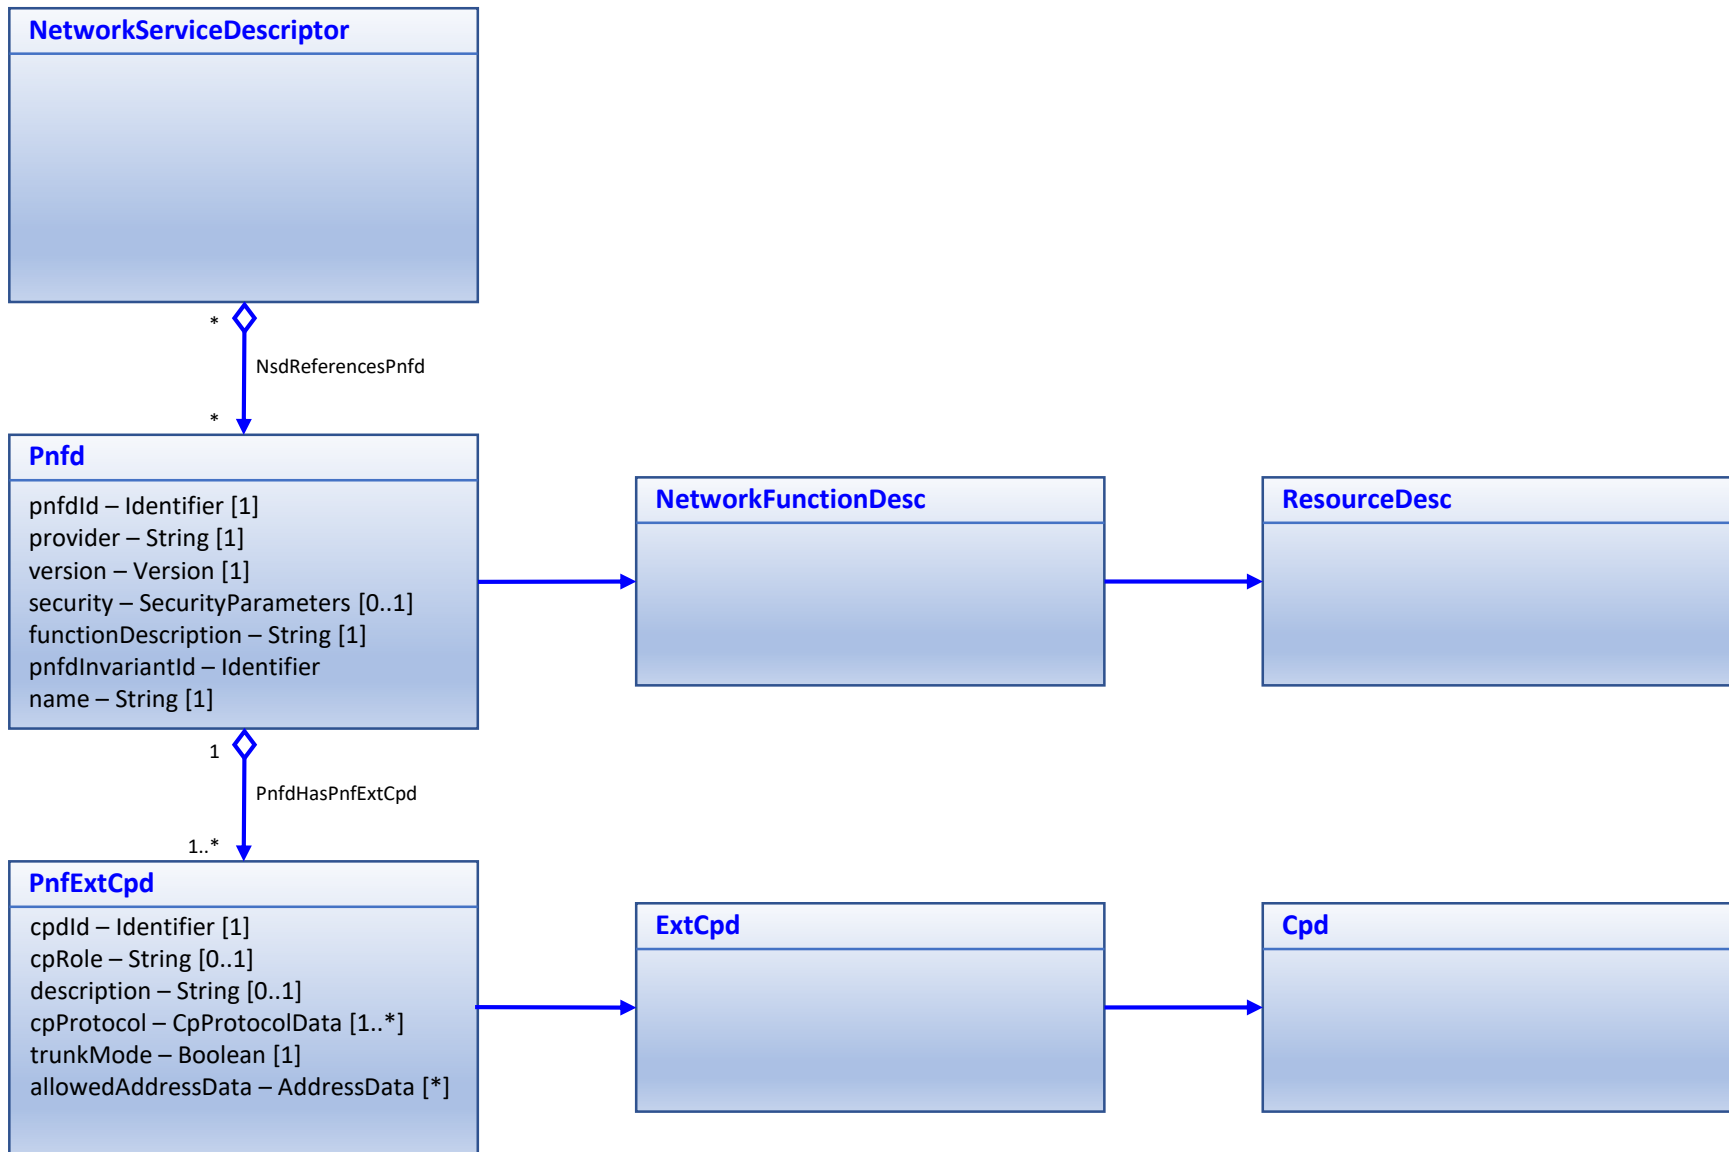 NetworkServiceDescriptor
*
NsdReferencesPnfd
*
Pnfd
pnfdId – Identifier [1]
provider – String [1]
version – Version [1]
security – SecurityParameters [0..1]
functionDescription – String [1]
pnfdInvariantId – Identifier
name – String [1]
NetworkFunctionDesc
ResourceDesc
1
PnfdHasPnfExtCpd
1..*
PnfExtCpd
cpdId – Identifier [1]
cpRole – String [0..1]
description – String [0..1]
cpProtocol – CpProtocolData [1..*]
trunkMode – Boolean [1]
allowedAddressData – AddressData [*]
ExtCpd
Cpd